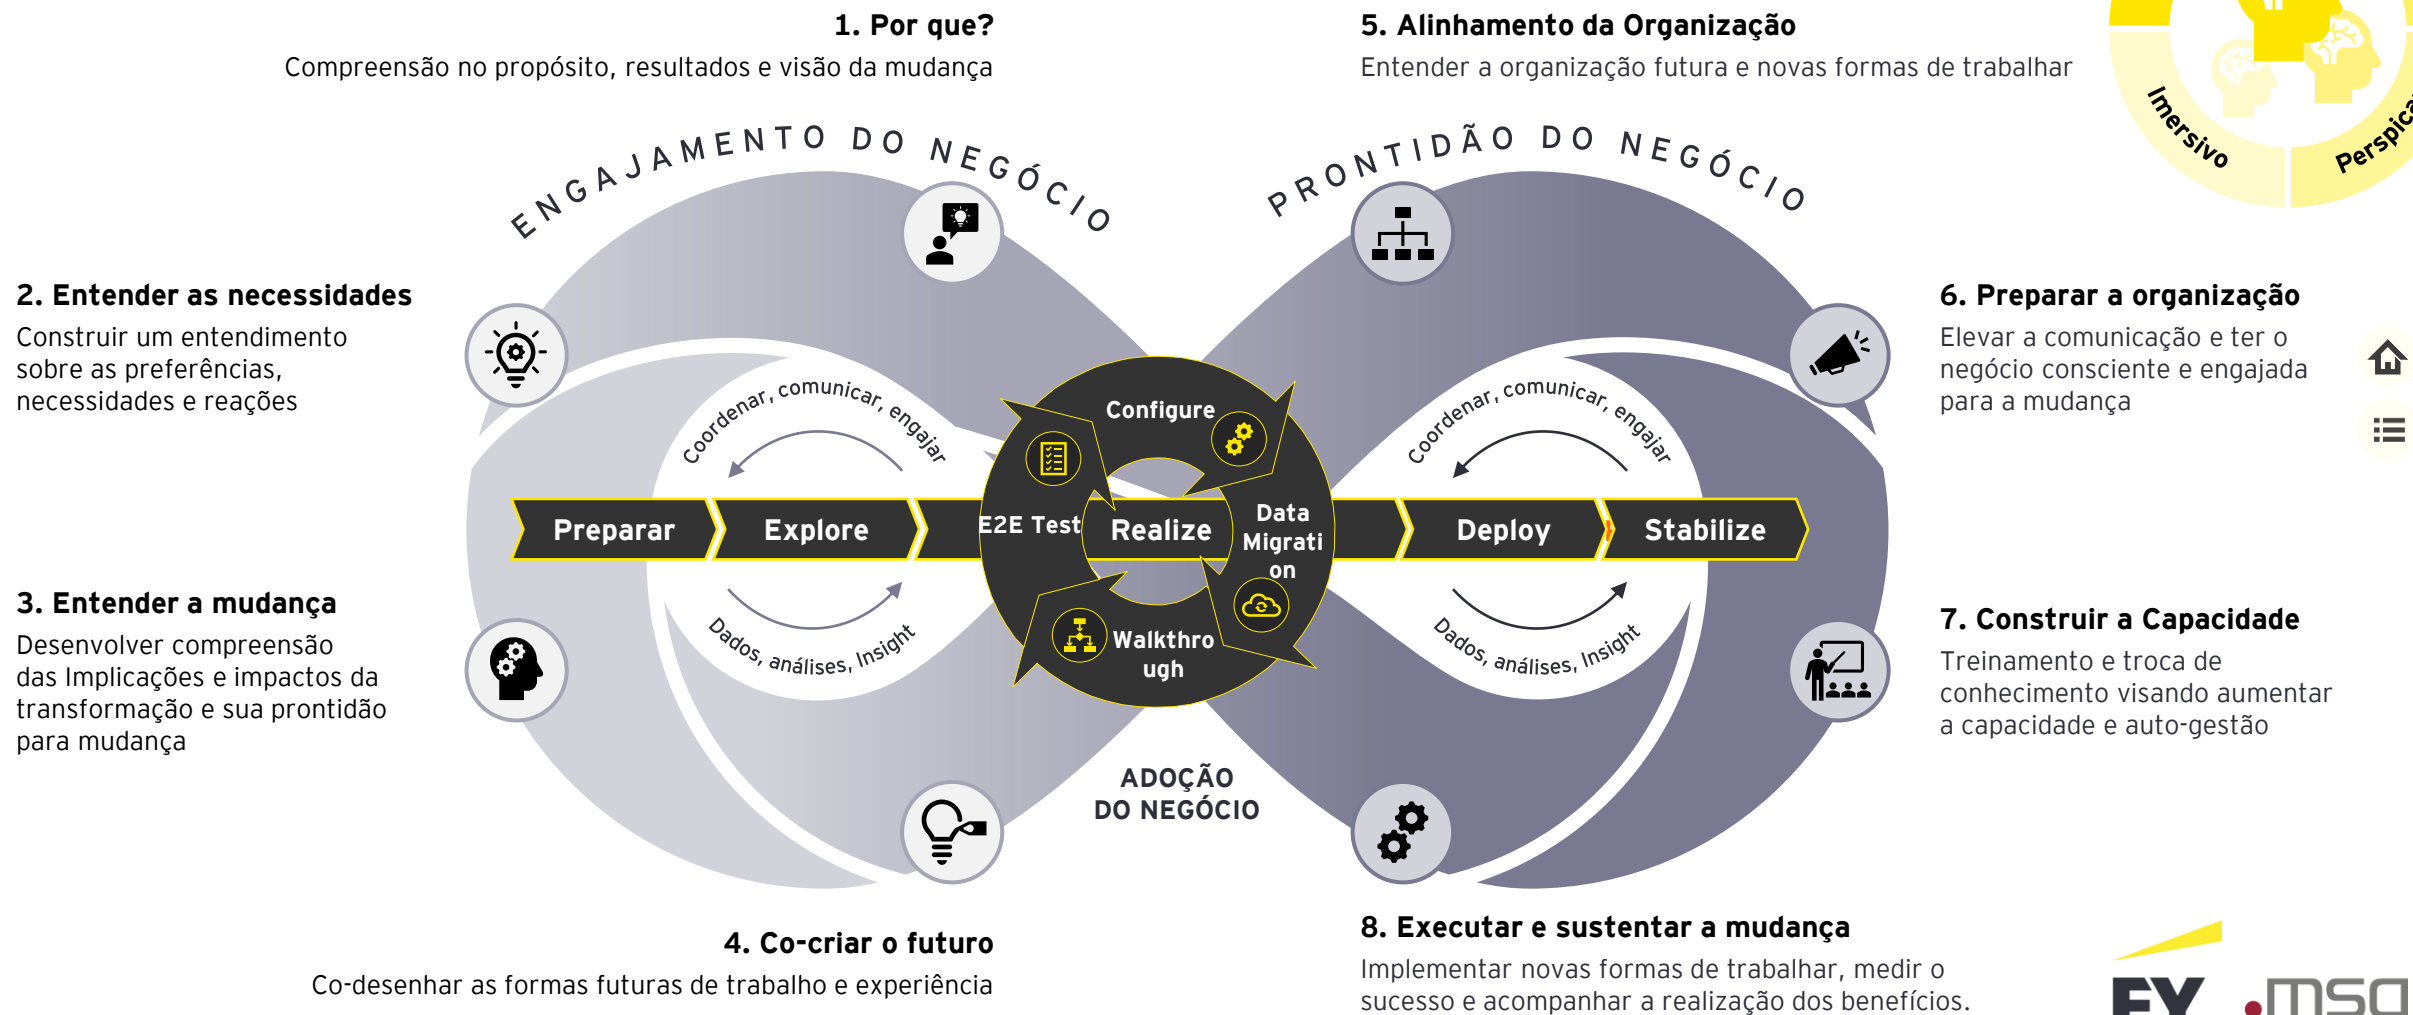 1. Por que?
Compreensão no propósito, resultados e visão da mudança
5. Alinhamento da Organização
Entender a organização futura e novas formas de trabalhar
Imersivo
ENGAJAMENTO DO NEGÓCIO
PRONTIDÃO DO NEGÓCIO
2. Entender as necessidades
Construir um entendimento
sobre as preferências,
necessidades e reações
6. Preparar a organização
Elevar a comunicação e ter o
negócio consciente e engajada
para a mudança
Coordenar, comunicar, engajar
Configure
Coordenar, comunicar, engajar
Preparar
Explore
E2E Test
Realize
Data
Migrati
on
Deploy
Stabilize
Dados, análises, Insight
Walkthro
ugh
Dados, análises, Insight
3. Entender a mudança
Desenvolver compreensão
das Implicações e impactos da
transformação e sua prontidão
para mudança
7. Construir a Capacidade
Treinamento e troca de
conhecimento visando aumentar
a capacidade e auto-gestão
ADOÇÃO
DO NEGÓCIO
4. Co-criar o futuro
Co-desenhar as formas futuras de trabalho e experiência
8. Executar e sustentar a mudança
Implementar novas formas de trabalhar, medir o
sucesso e acompanhar a realização dos benefícios.
EY
msg